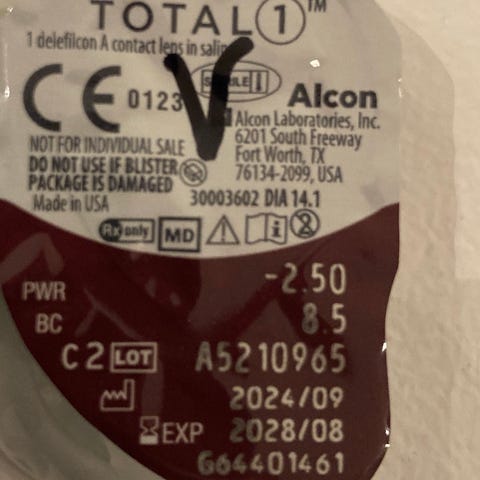 TOTAL 1™
1 delefilcon A contact lens in saline
V
CE 0123 STERILE
Alcon
Alcon Laboratories, Inc.
6201 South Freeway
Fort Worth, TX
76134-2099, USA
NOT FOR INDIVIDUAL SALE
DO NOT USE IF BLISTER
PACKAGE IS DAMAGED
Made in USA
30003602 DIA 14.1
Rx only MD
PWR -2.50
BC 8.5
C2 LOT A5210965
2024/09
EXP 2028/08
G64401461